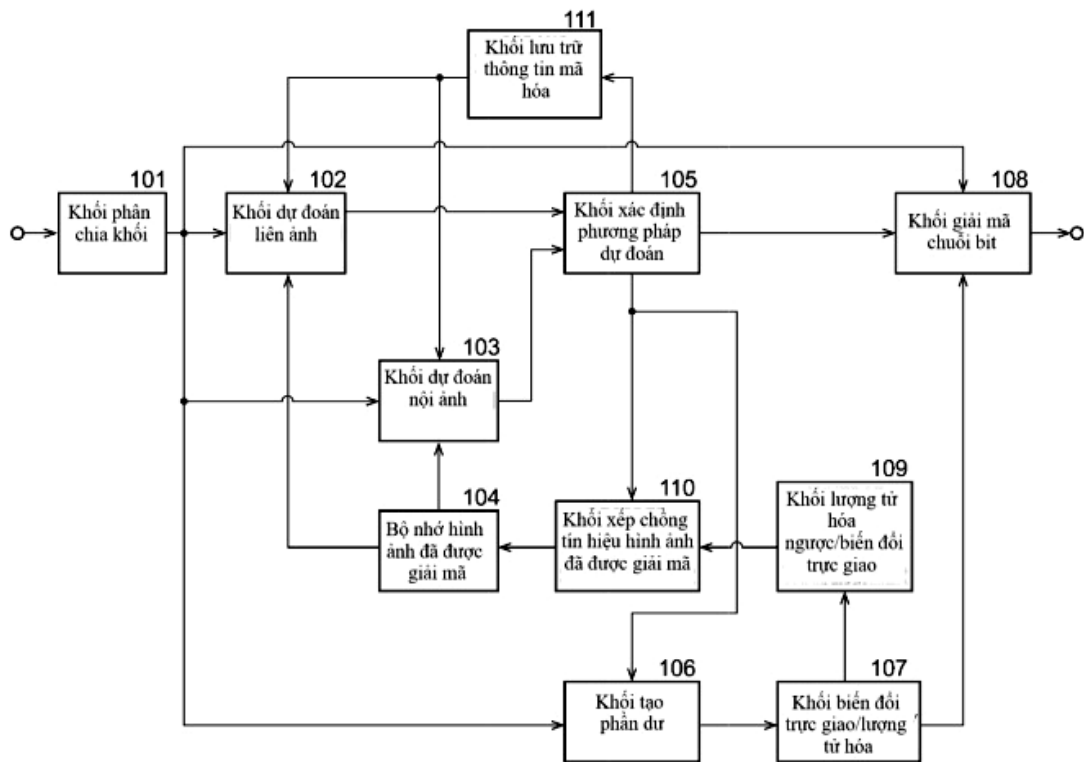 111
Khối lưu trữ
thông tin mã
hóa
101
Khối phân
chia khối
102
Khối dự đoán
liên ảnh
105
Khối xác định
phương pháp
dự đoán
108
Khối giải mã
chuỗi bit
103
Khối dự đoán
nội ảnh
104
Bộ nhớ hình
ảnh đã được
giải mã
110
Khối xếp chồng
tín hiệu hình ảnh
đã được giải mã
109
Khối lượng tử
hóa
ngược/biến đổi
trực giao
106
Khối tạo
phần dư
107
Khối biến đổi
trực giao/lượng
tử hóa